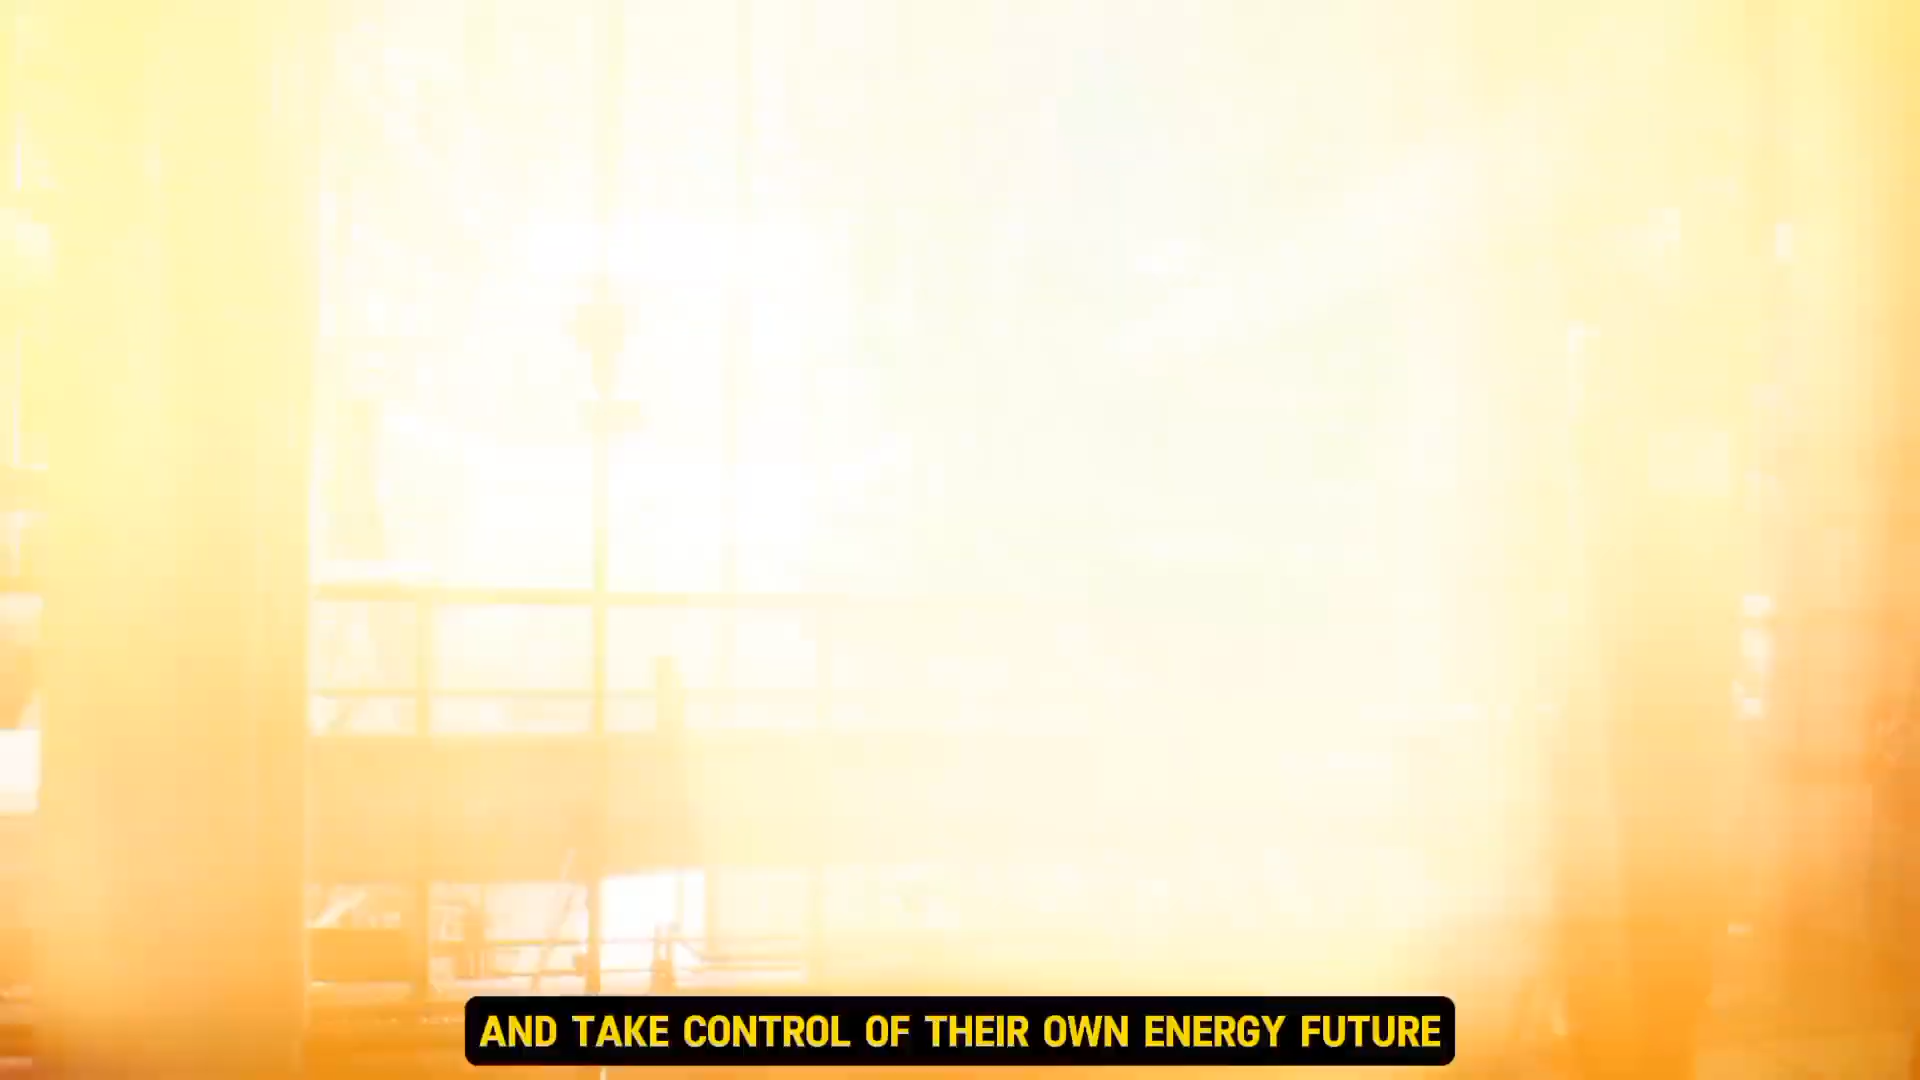 AND TAKE CONTROL OF THEIR OWN ENERGY FUTURE